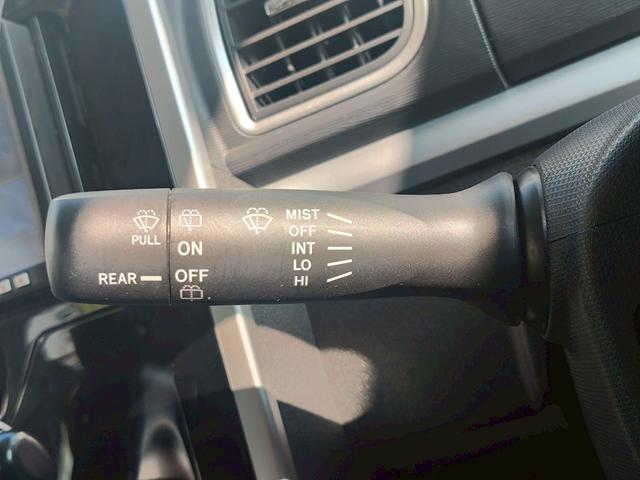 PULL
REAR
ON
OFF
MIST
OFF
INT
LO
HI